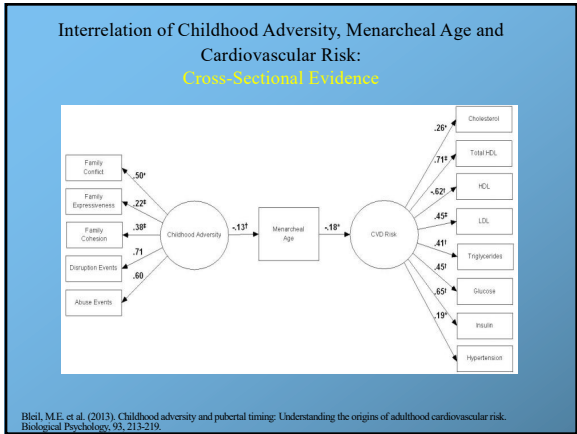 Interrelation of Childhood Adversity, Menarcheal Age and
Cardiovascular Risk:
Cross-Sectional Evidence
Family
Conflict
Family
Expressiveness
Family
Cohesion
Disruption Events
Abuse Events
.50*
.22‡
.38‡
.71
.60
Childhood Adversity
-.13†
Menarcheal
Age
-.18*
CVD Risk
.26*
.71‡
-.62†
.45‡
.41†
.45‡
.65‡
.19*
Cholesterol
Total:HDL
HDL
LDL
Triglycerides
Glucose
Insulin
Hypertension
Bleil, M.E. et al. (2013). Childhood adversity and pubertal timing: Understanding the origins of adulthood cardiovascular risk.
Biological Psychology, 93, 213-219.